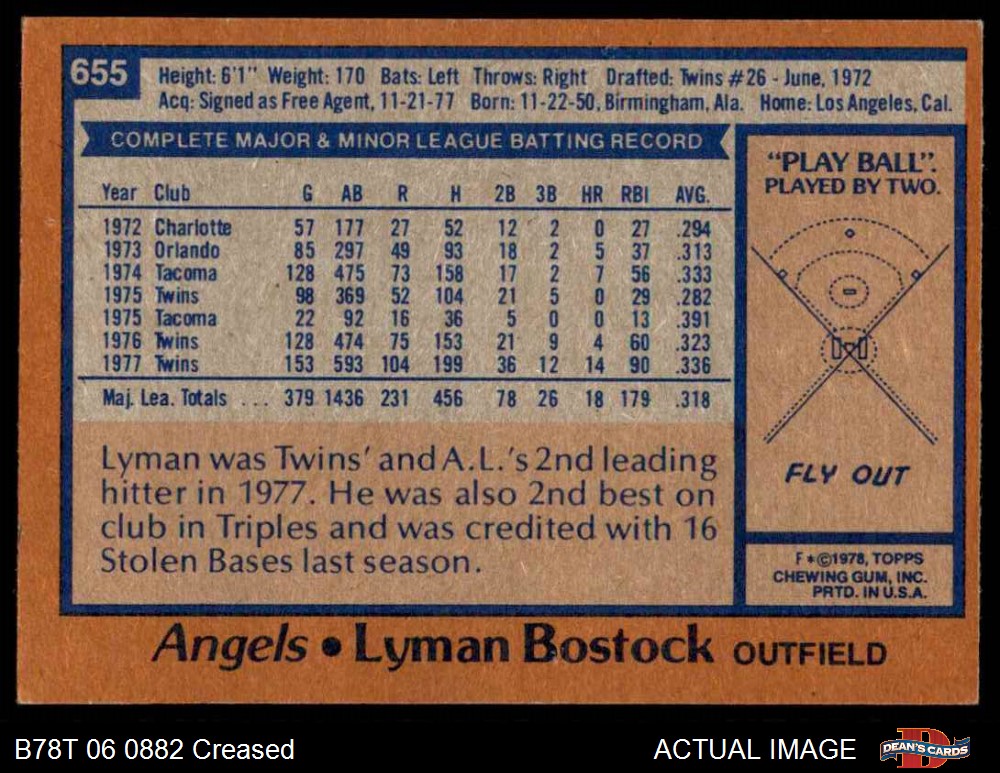 655
Height: 6'1" Weight: 170 Bats: Left Throws: Right Drafted: Twins #26 - June, 1972
Acq: Signed as Free Agent, 11-21-77 Born: 11-22-50, Birmingham, Ala. Home: Los Angeles, Cal.
COMPLETE MAJOR & MINOR LEAGUE BATTING RECORD
Year Club G AB R H 2B 3B HR RBI AVG.
1972 Charlotte 57 177 27 52 12 2 0 27 .294
1973 Orlando 85 297 49 93 18 2 5 37 .313
1974 Tacoma 128 475 73 158 17 2 7 56 .333
1975 Twins 98 369 52 104 21 5 0 29 .282
1975 Tacoma 22 92 16 36 5 0 0 13 .391
1976 Twins 128 474 75 153 21 9 4 60 .323
1977 Twins 153 593 104 199 36 12 14 90 .336
Maj. Lea. Totals ... 379 1436 231 456 78 26 18 179 .318
Lyman was Twins' and A.L.'s 2nd leading
hitter in 1977. He was also 2nd best on
club in Triples and was credited with 16
Stolen Bases last season.
"PLAY BALL".
PLAYED BY TWO.
FLY OUT
F*©1978, TOPPS
CHEWING GUM, INC.
PRTD. IN U.S.A.
Angels • Lyman Bostock OUTFIELD
B78T 06 0882 Creased
ACTUAL IMAGE
DEAN'S CARDS